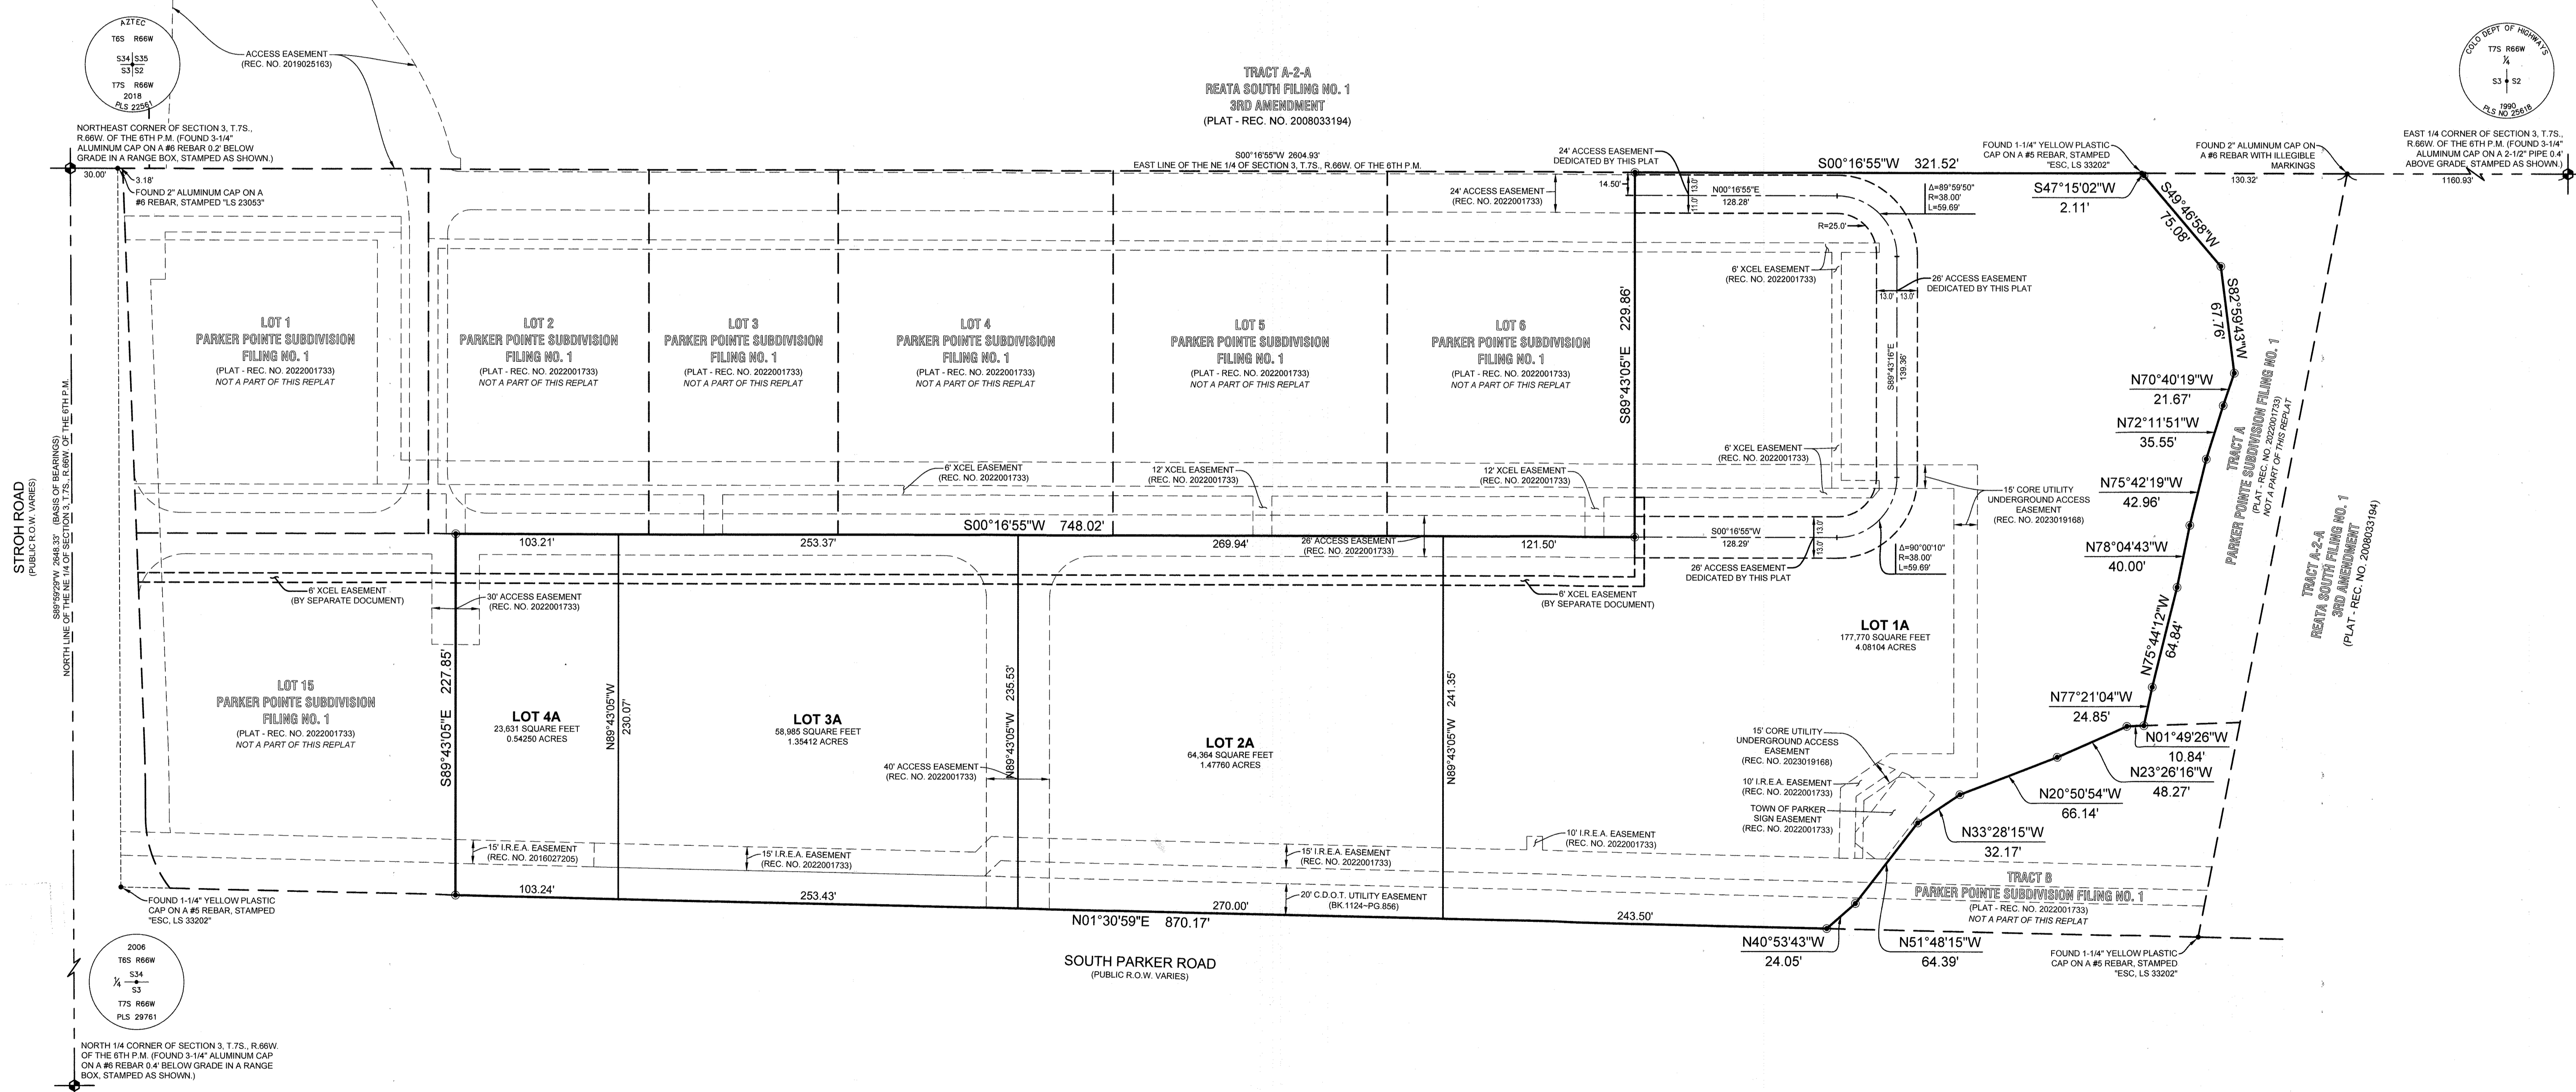 AZTEC
T6S R66W
S34 S35
S3 S2
T7S R66W
2018
PLS 22561
NORTHEAST CORNER OF SECTION 3, T.7S.,
R.66W. OF THE 6TH P.M. (FOUND 3-1/4"
ALUMINUM CAP ON A #6 REBAR 0.2' BELOW
GRADE IN A RANGE BOX, STAMPED AS SHOWN.)
ACCESS EASEMENT
(REC. NO. 2019025163)
TRACT A-2-A
REATA SOUTH FILING NO. 1
3RD AMENDMENT
(PLAT - REC. NO. 2008033194)
COLO DEPT OF HIGHWAYS
T7S R66W
1/4
S3 S2
1990
PLS NO 25618
EAST 1/4 CORNER OF SECTION 3, T.7S.,
R.66W. OF THE 6TH P.M. (FOUND 3-1/4"
ALUMINUM CAP ON A 2-1/2" PIPE 0.4'
ABOVE GRADE, STAMPED AS SHOWN.)
30.00'
3.18'
FOUND 2" ALUMINUM CAP ON A
#6 REBAR, STAMPED "LS 23053"
S00°16'55"W 2604.93'
EAST LINE OF THE NE 1/4 OF SECTION 3, T.7S., R.66W. OF THE 6TH P.M.
24' ACCESS EASEMENT
DEDICATED BY THIS PLAT
S00°16'55"W 321.52'
FOUND 1-1/4" YELLOW PLASTIC
CAP ON A #5 REBAR, STAMPED
"ESC, LS 33202"
FOUND 2" ALUMINUM CAP ON
A #6 REBAR WITH ILLEGIBLE
MARKINGS
130.32'
1160.93'
S47°15'02"W
2.11'
S49°46'58"W
75.08'
24' ACCESS EASEMENT
(REC. NO. 2022001733)
14.50'
13.0'
11.0'
N00°16'55"E
128.28'
Δ=89°59'50"
R=38.00'
L=59.69'
R=25.0'
6' XCEL EASEMENT
(REC. NO. 2022001733)
26' ACCESS EASEMENT
DEDICATED BY THIS PLAT
13.0'
13.0'
S82°59'43"W
67.76'
S89°43'05"E 229.86'
S89°43'16"E
139.36'
LOT 1
PARKER POINTE SUBDIVISION
FILING NO. 1
(PLAT - REC. NO. 2022001733)
NOT A PART OF THIS REPLAT
LOT 2
PARKER POINTE SUBDIVISION
FILING NO. 1
(PLAT - REC. NO. 2022001733)
NOT A PART OF THIS REPLAT
LOT 3
PARKER POINTE SUBDIVISION
FILING NO. 1
(PLAT - REC. NO. 2022001733)
NOT A PART OF THIS REPLAT
LOT 4
PARKER POINTE SUBDIVISION
FILING NO. 1
(PLAT - REC. NO. 2022001733)
NOT A PART OF THIS REPLAT
LOT 5
PARKER POINTE SUBDIVISION
FILING NO. 1
(PLAT - REC. NO. 2022001733)
NOT A PART OF THIS REPLAT
LOT 6
PARKER POINTE SUBDIVISION
FILING NO. 1
(PLAT - REC. NO. 2022001733)
NOT A PART OF THIS REPLAT
N70°40'19"W
21.67'
N72°11'51"W
35.55'
N75°42'19"W
42.96'
N78°04'43"W
40.00'
N75°44'12"W
64.84'
N77°21'04"W
24.85'
TRACT A
PARKER POINTE SUBDIVISION FILING NO. 1
(PLAT - REC. NO. 2022001733)
NOT A PART OF THIS REPLAT
TRACT A-2-A
REATA SOUTH FILING NO. 1
3RD AMENDMENT
(PLAT - REC. NO. 2008033194)
STROH ROAD
(PUBLIC R.O.W. VARIES)
S89°59'29"W 2648.33' (BASIS OF BEARINGS)
NORTH LINE OF THE NE 1/4 OF SECTION 3, T.7S., R.66W. OF THE 6TH P.M.
6' XCEL EASEMENT
(REC. NO. 2022001733)
12' XCEL EASEMENT
(REC. NO. 2022001733)
12' XCEL EASEMENT
(REC. NO. 2022001733)
6' XCEL EASEMENT
(REC. NO. 2022001733)
15' CORE UTILITY
UNDERGROUND ACCESS
EASEMENT
(REC. NO. 2023019168)
S00°16'55"W 748.02'
103.21'
253.37'
269.94'
26' ACCESS EASEMENT
(REC. NO. 2022001733)
121.50'
S00°16'55"W
128.29'
13.0'
13.0'
26' ACCESS EASEMENT
DEDICATED BY THIS PLAT
Δ=90°00'10"
R=38.00'
L=59.69'
6' XCEL EASEMENT
(BY SEPARATE DOCUMENT)
30' ACCESS EASEMENT
(REC. NO. 2022001733)
6' XCEL EASEMENT
(BY SEPARATE DOCUMENT)
LOT 15
PARKER POINTE SUBDIVISION
FILING NO. 1
(PLAT - REC. NO. 2022001733)
NOT A PART OF THIS REPLAT
S89°43'05"E 227.85'
LOT 4A
23,631 SQUARE FEET
0.54250 ACRES
N89°43'05"W
230.07'
LOT 3A
58,985 SQUARE FEET
1.35412 ACRES
40' ACCESS EASEMENT
(REC. NO. 2022001733)
N89°43'05"W 235.53'
LOT 2A
64,364 SQUARE FEET
1.47760 ACRES
N89°43'05"W 241.35'
LOT 1A
177,770 SQUARE FEET
4.08104 ACRES
15' CORE UTILITY
UNDERGROUND ACCESS
EASEMENT
(REC. NO. 2023019168)
10' I.R.E.A. EASEMENT
(REC. NO. 2022001733)
TOWN OF PARKER
SIGN EASEMENT
(REC. NO. 2022001733)
N01°49'26"W
10.84'
N23°26'16"W
48.27'
N20°50'54"W
66.14'
N33°28'15"W
32.17'
15' I.R.E.A. EASEMENT
(REC. NO. 2016027205)
15' I.R.E.A. EASEMENT
(REC. NO. 2022001733)
15' I.R.E.A. EASEMENT
(REC. NO. 2022001733)
10' I.R.E.A. EASEMENT
(REC. NO. 2022001733)
TRACT B
PARKER POINTE SUBDIVISION FILING NO. 1
(PLAT - REC. NO. 2022001733)
NOT A PART OF THIS REPLAT
103.24'
253.43'
270.00'
20' C.D.O.T. UTILITY EASEMENT
(BK.1124~PG.856)
243.50'
N01°30'59"E 870.17'
N40°53'43"W
24.05'
N51°48'15"W
64.39'
FOUND 1-1/4" YELLOW PLASTIC
CAP ON A #5 REBAR, STAMPED
"ESC, LS 33202"
FOUND 1-1/4" YELLOW PLASTIC
CAP ON A #5 REBAR, STAMPED
"ESC, LS 33202"
SOUTH PARKER ROAD
(PUBLIC R.O.W. VARIES)
2006
T6S R66W
S34
1/4
S3
T7S R66W
PLS 29761
NORTH 1/4 CORNER OF SECTION 3, T.7S., R.66W.
OF THE 6TH P.M. (FOUND 3-1/4" ALUMINUM CAP
ON A #6 REBAR 0.4' BELOW GRADE IN A RANGE
BOX, STAMPED AS SHOWN.)